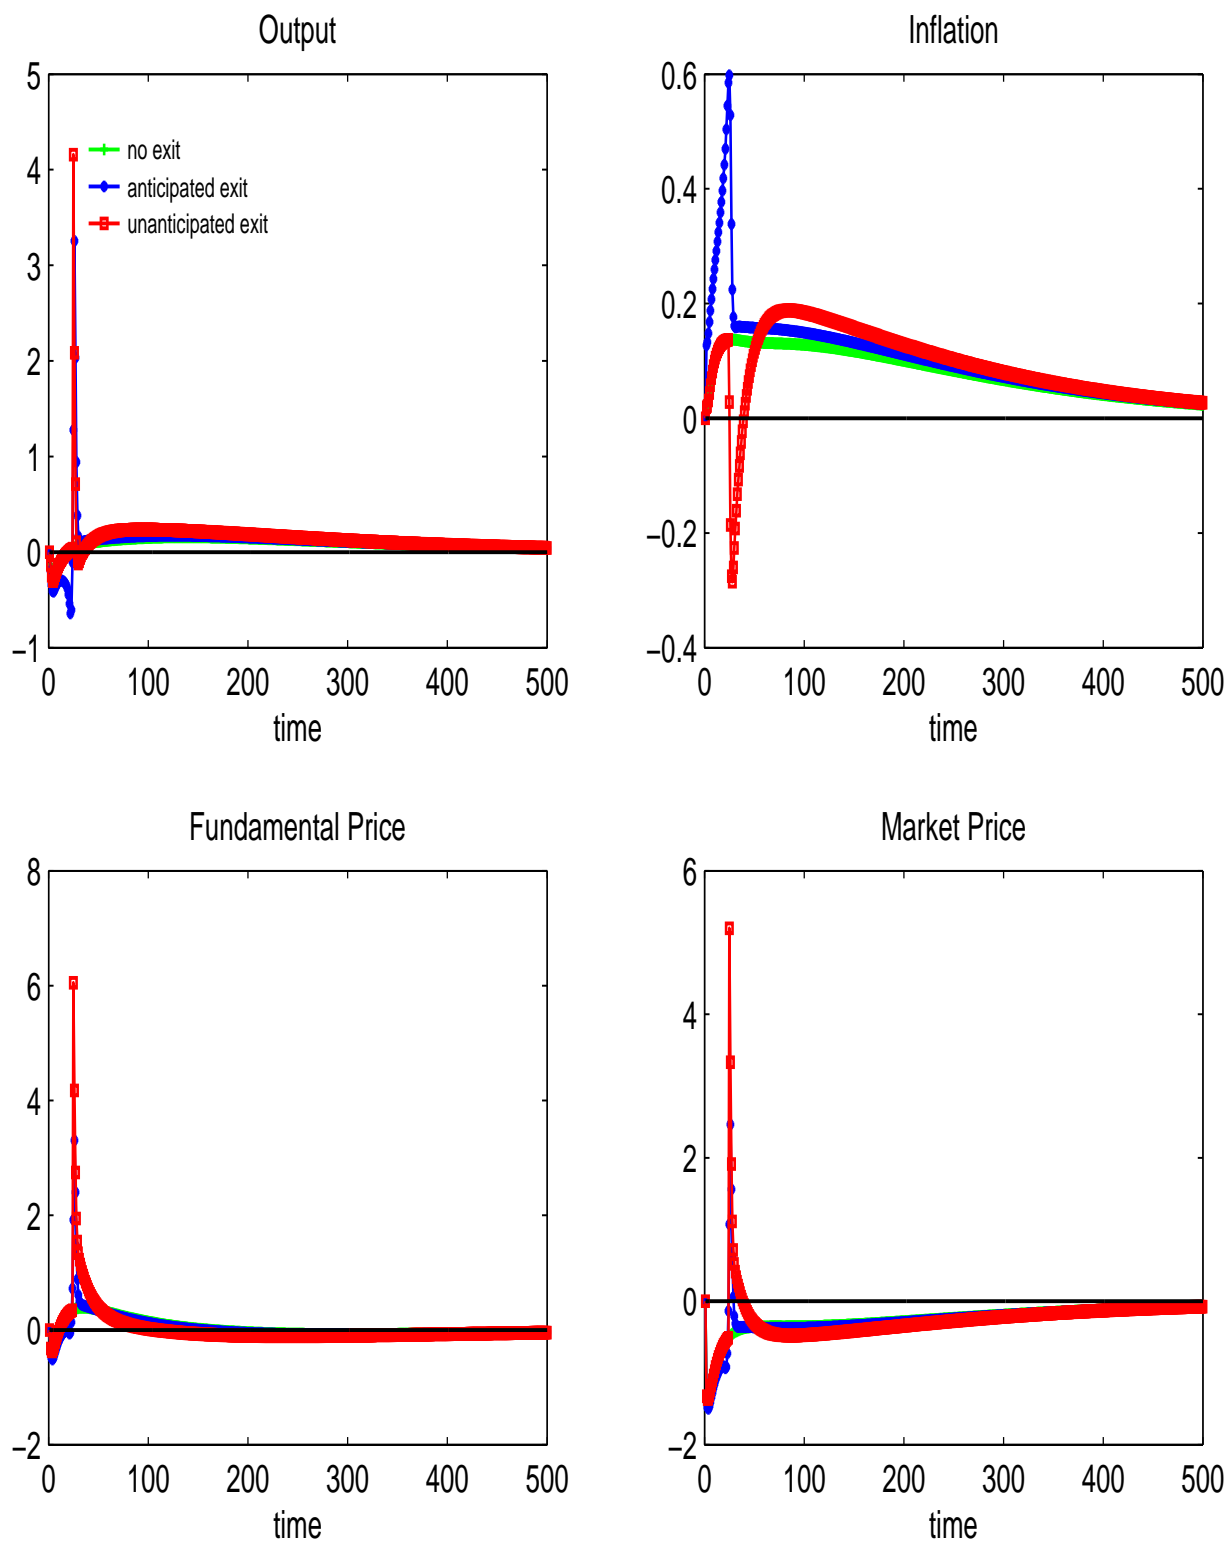 Output
5
4
3
2
1
0
−1
no exit
anticipated exit
unanticipated exit
0 100 200 300 400 500
time
Inflation
0.6
0.4
0.2
0
−0.2
−0.4
0 100 200 300 400 500
time
Fundamental Price
8
6
4
2
0
−2
0 100 200 300 400 500
time
Market Price
6
4
2
0
−2
0 100 200 300 400 500
time